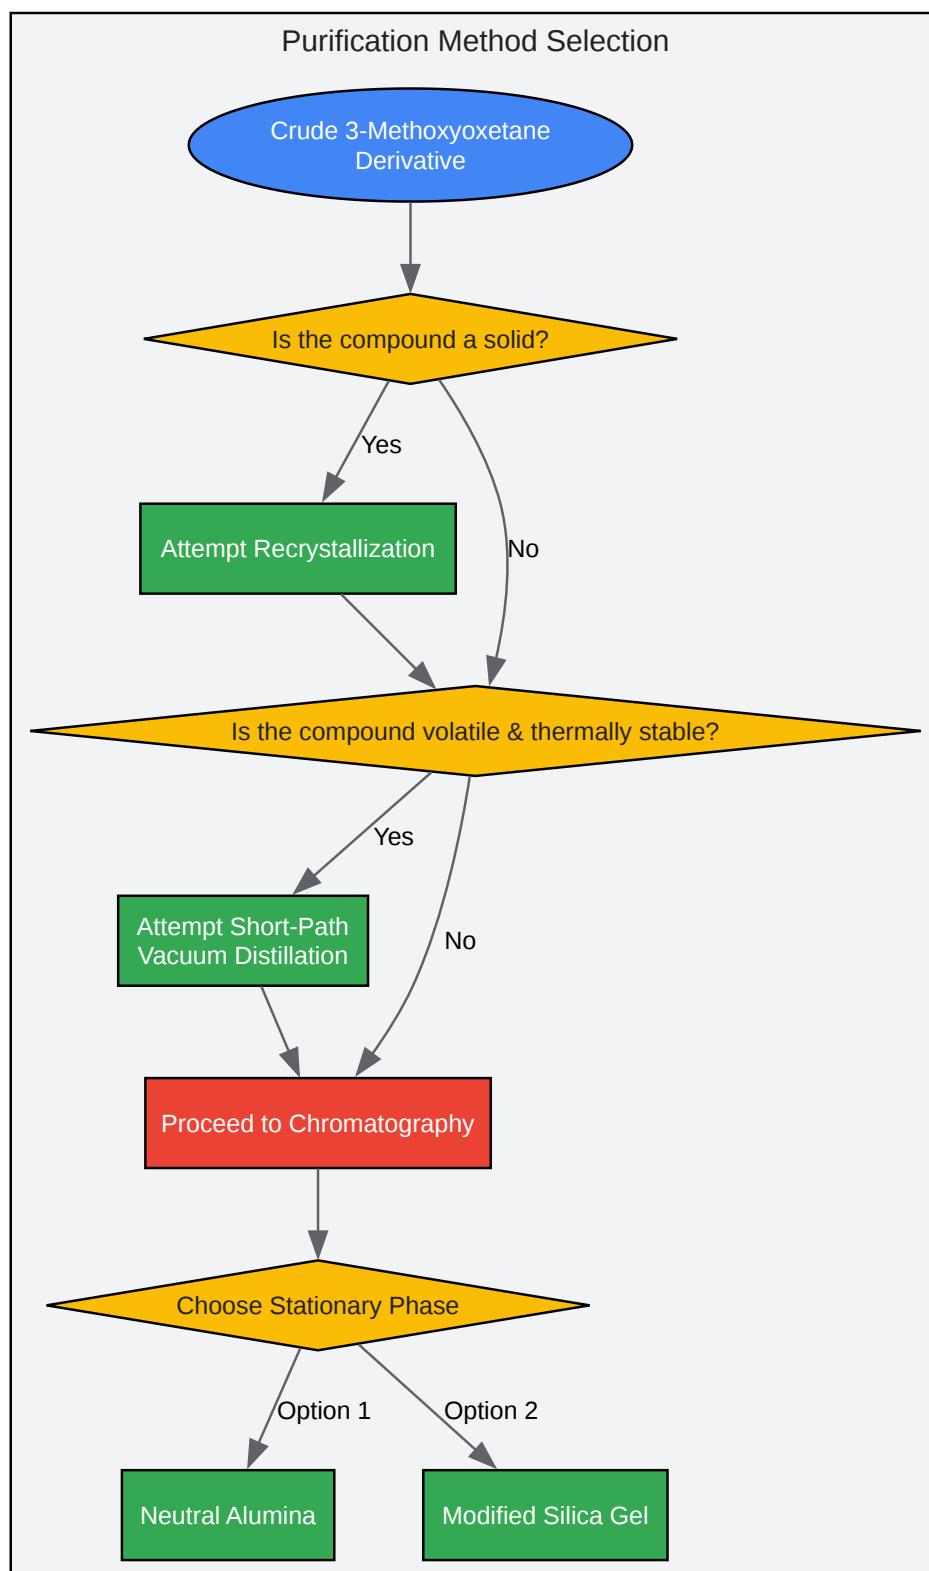 Purification Method Selection
Crude 3-Methoxyoxetane
Derivative
Is the compound a solid?
Yes
Attempt Recrystallization
No
Is the compound volatile & thermally stable?
Yes
Attempt Short-Path
Vacuum Distillation
No
Proceed to Chromatography
Choose Stationary Phase
Option 1
Option 2
Neutral Alumina
Modified Silica Gel